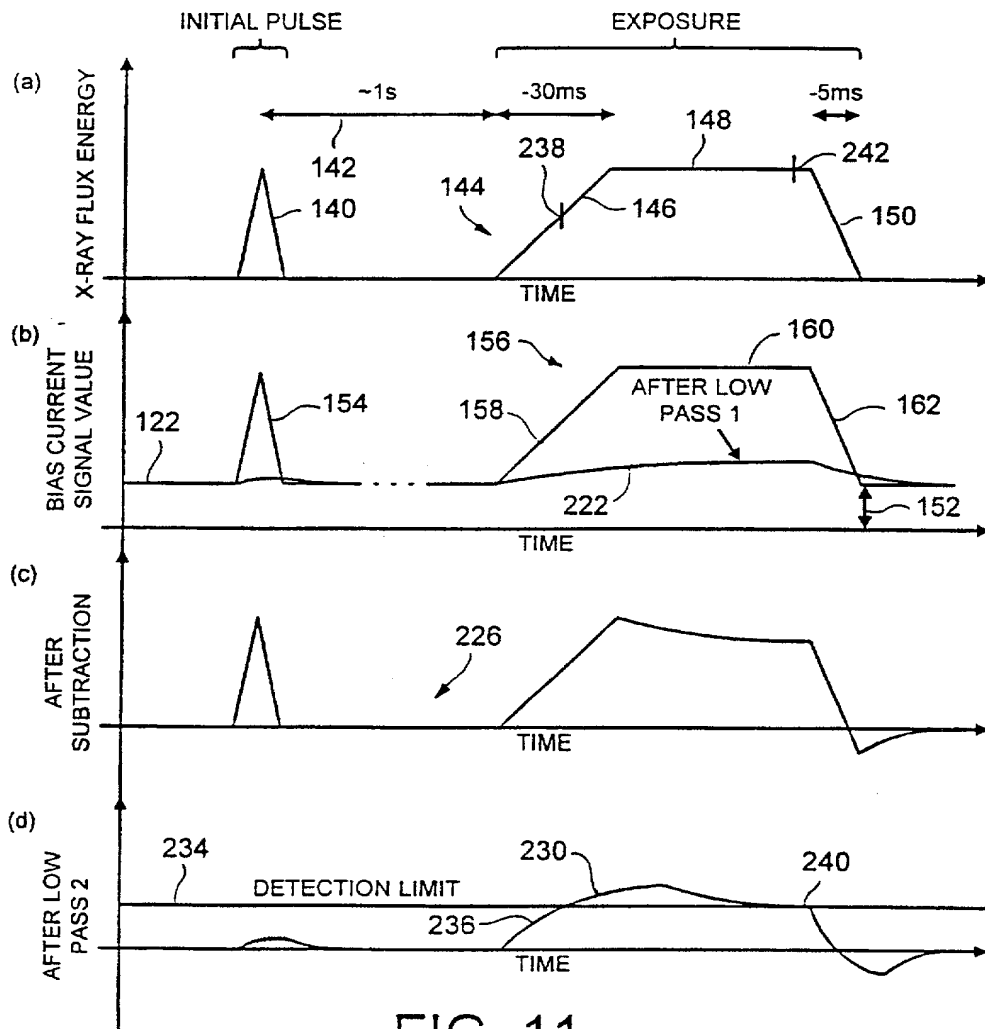 INITIAL PULSE
EXPOSURE
(a)
~1s
-30ms
-5ms
X-RAY FLUX ENERGY
142
140
144
238
146
148
242
150
TIME
(b)
BIAS CURRENT
SIGNAL VALUE
122
154
156
158
160
AFTER LOW
PASS 1
162
222
152
TIME
(c)
AFTER
SUBTRACTION
226
TIME
(d)
AFTER LOW
PASS 2
234
DETECTION LIMIT
230
236
240
TIME
FIG. 11